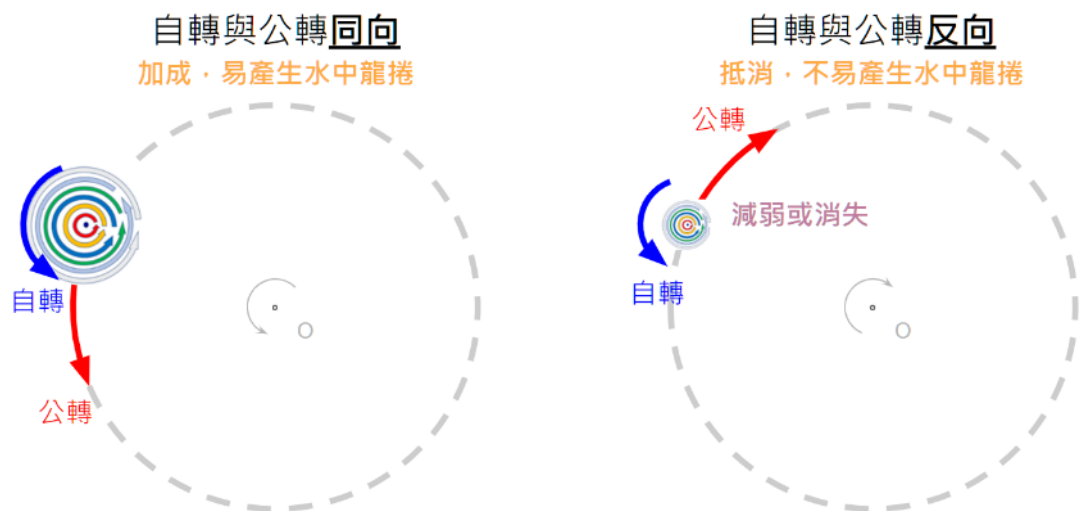 自轉與公轉同向
加成，易產生水中龍捲
自轉
公轉
O
自轉與公轉反向
抵消，不易產生水中龍捲
公轉
減弱或消失
自轉
O